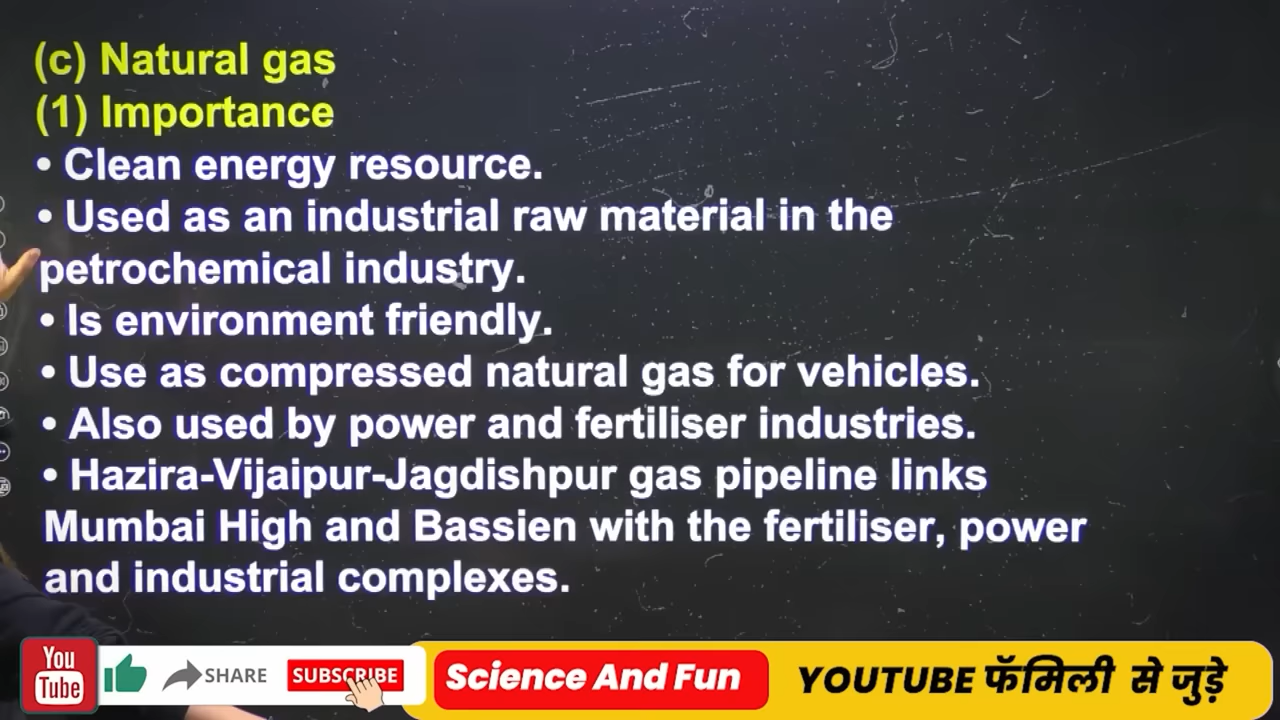 (c) Natural gas
(1) Importance
• Clean energy resource.
• Used as an industrial raw material in the
petrochemical industry.
• Is environment friendly.
• Use as compressed natural gas for vehicles.
• Also used by power and fertiliser industries.
• Hazira-Vijaipur-Jagdishpur gas pipeline links
Mumbai High and Bassien with the fertiliser, power
and industrial complexes.
You
Tube
SHARE
SUBSCRIBE
Science And Fun
YOUTUBE फॅमिली से जुड़े